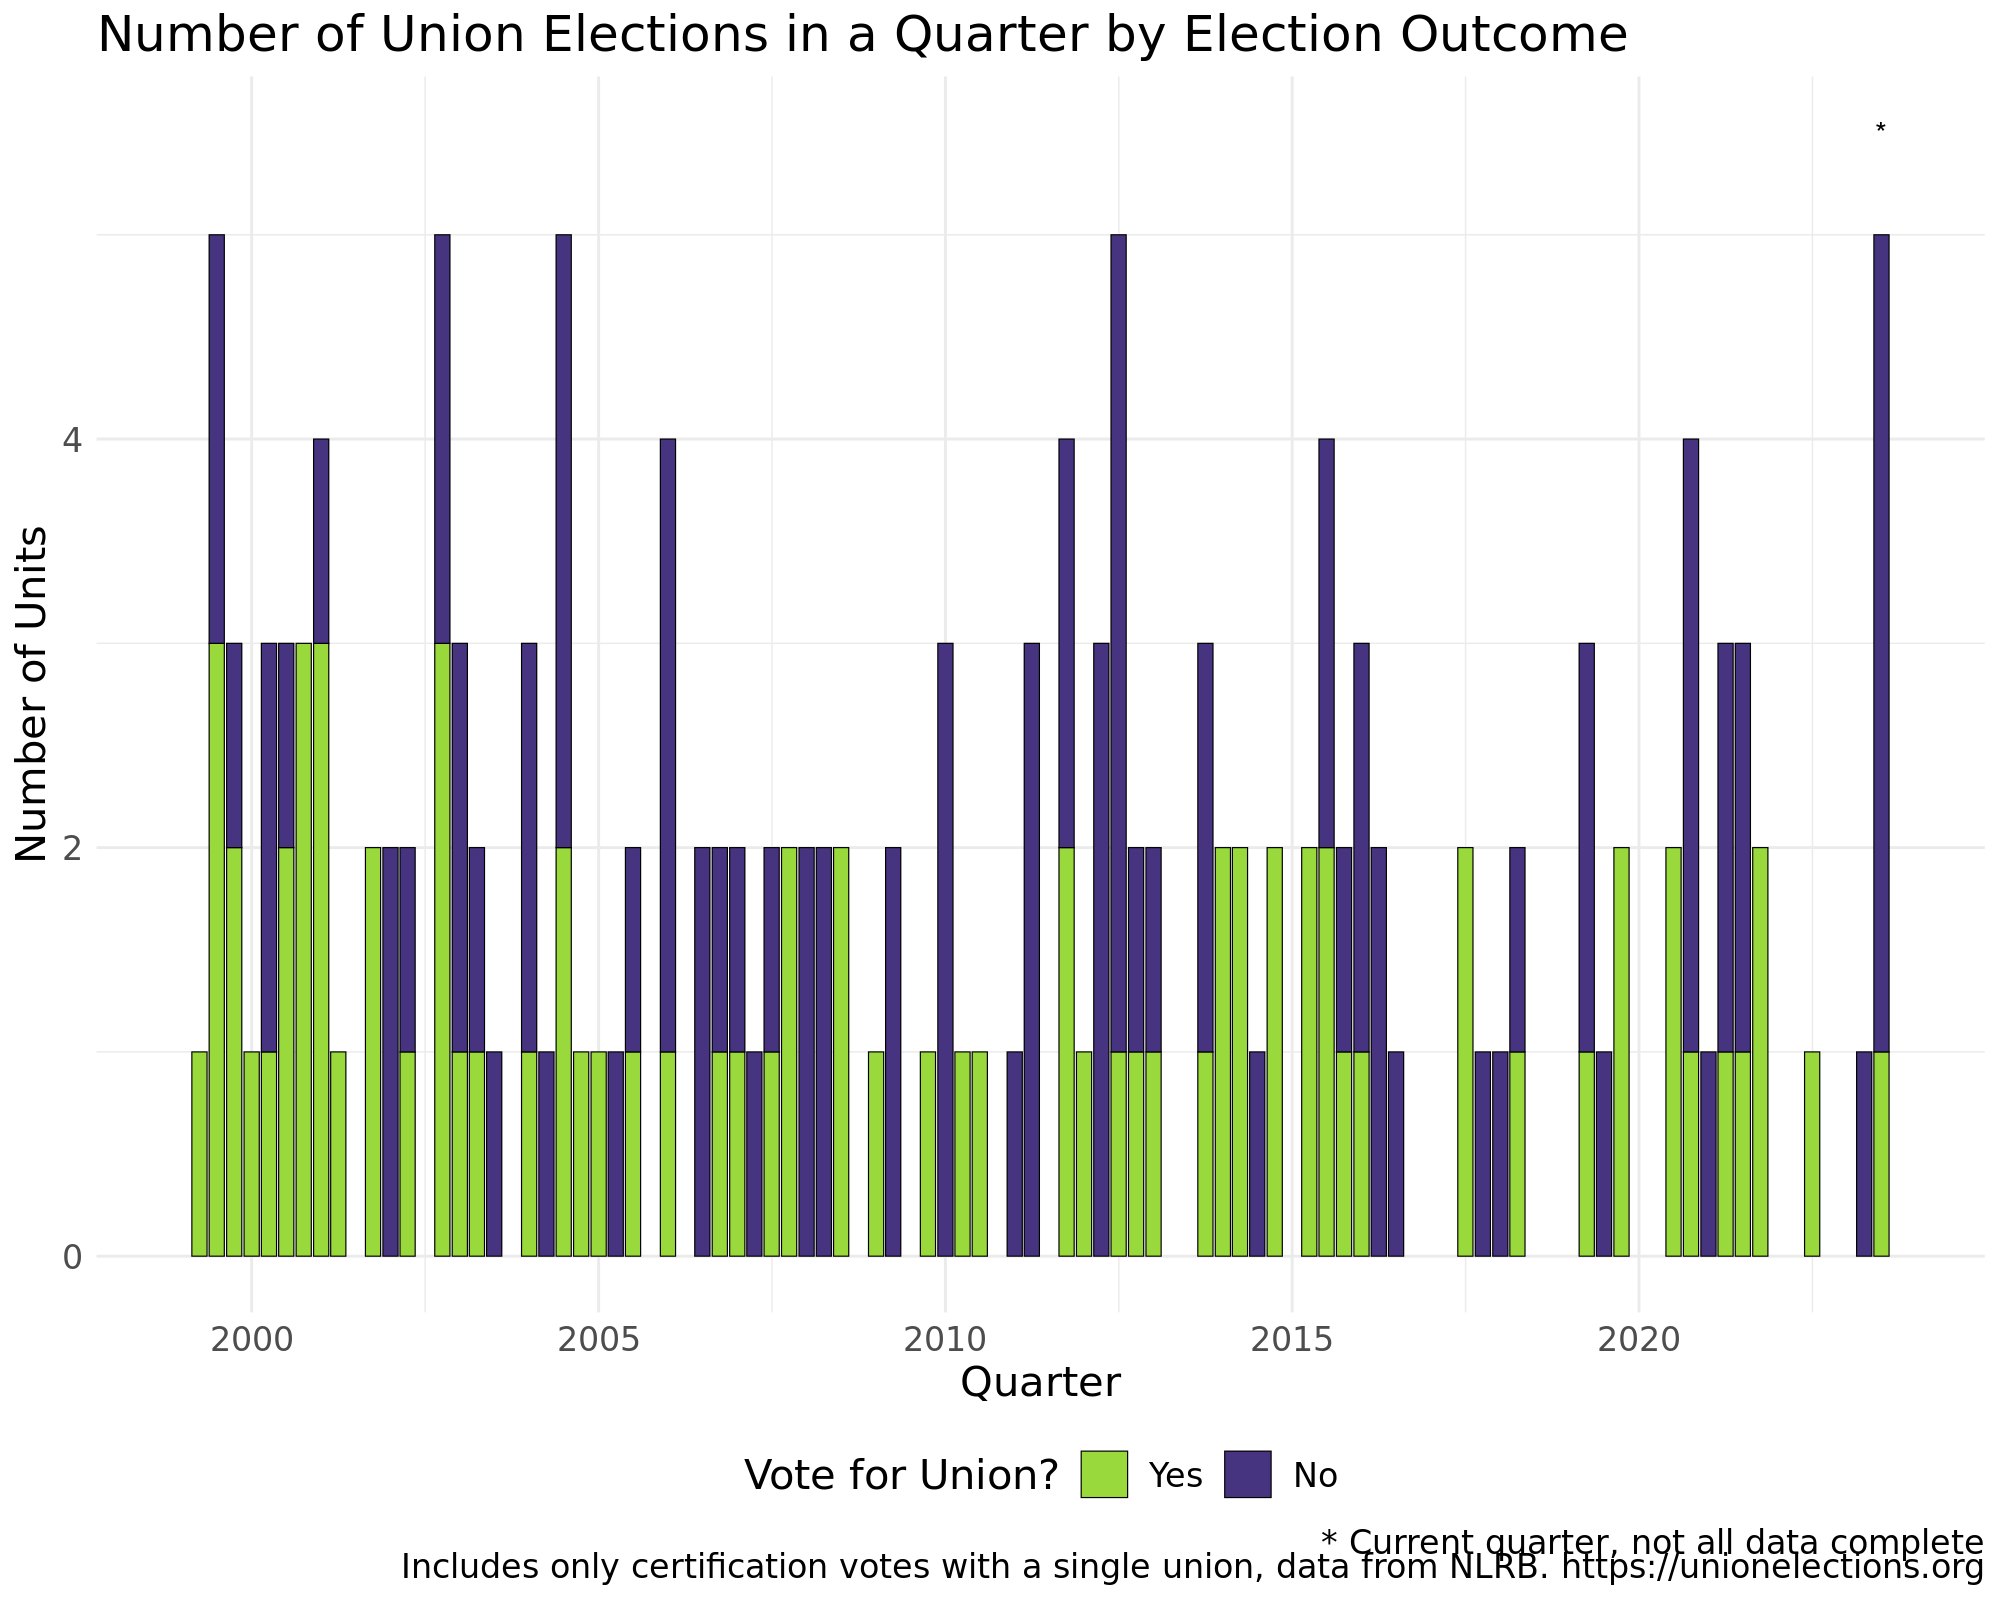 Number of Union Elections in a Quarter by Election Outcome
*
Number of Units
4
2
0
2000 2005 2010 2015 2020
Quarter
Vote for Union? Yes No
* Current quarter, not all data complete
Includes only certification votes with a single union, data from NLRB. https://unionelections.org